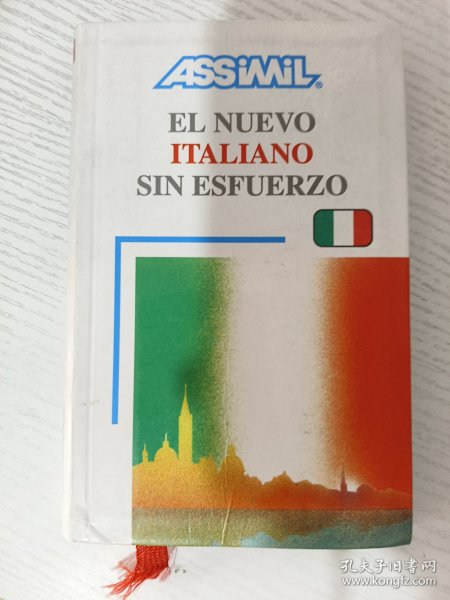 ASSiMiL®
EL NUEVO
ITALIANO
SIN ESFUERZO
孔夫子旧书网
www.kongfz.com